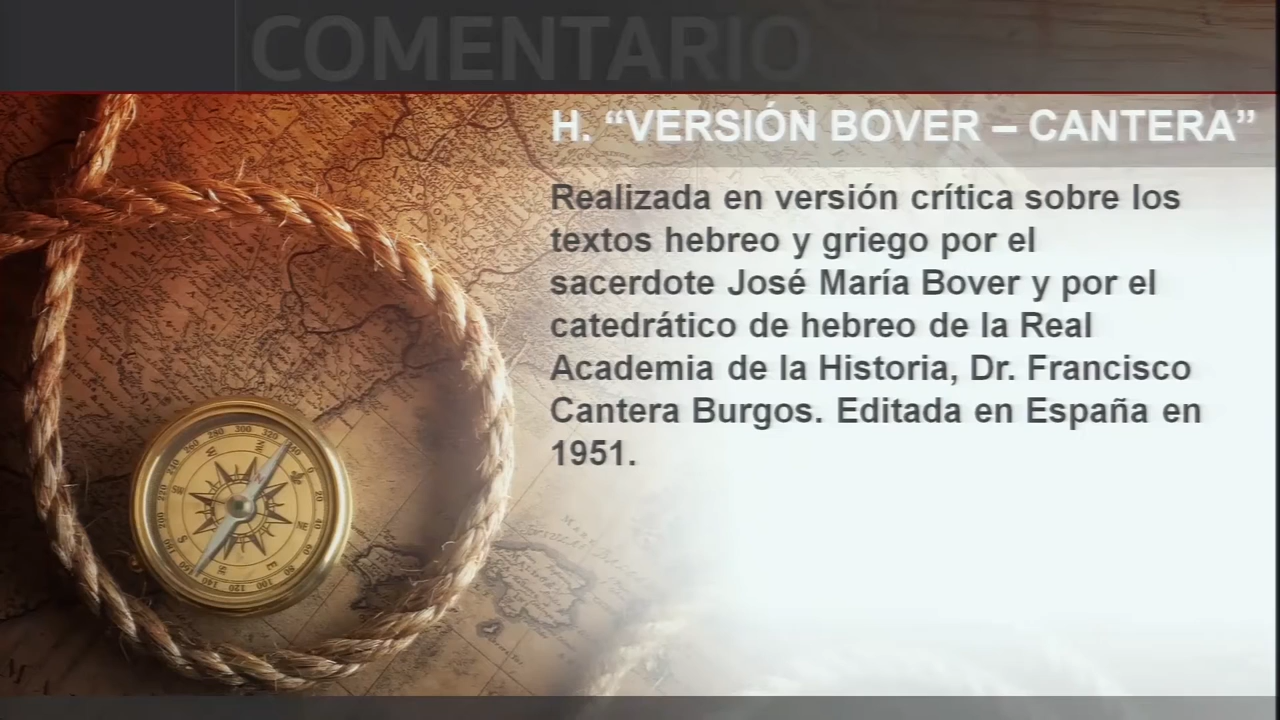 COMENTARIO
H. “VERSIÓN BOVER – CANTERA”
Realizada en versión crítica sobre los
textos hebreo y griego por el
sacerdote José María Bover y por el
catedrático de hebreo de la Real
Academia de la Historia, Dr. Francisco
Cantera Burgos. Editada en España en
1951.